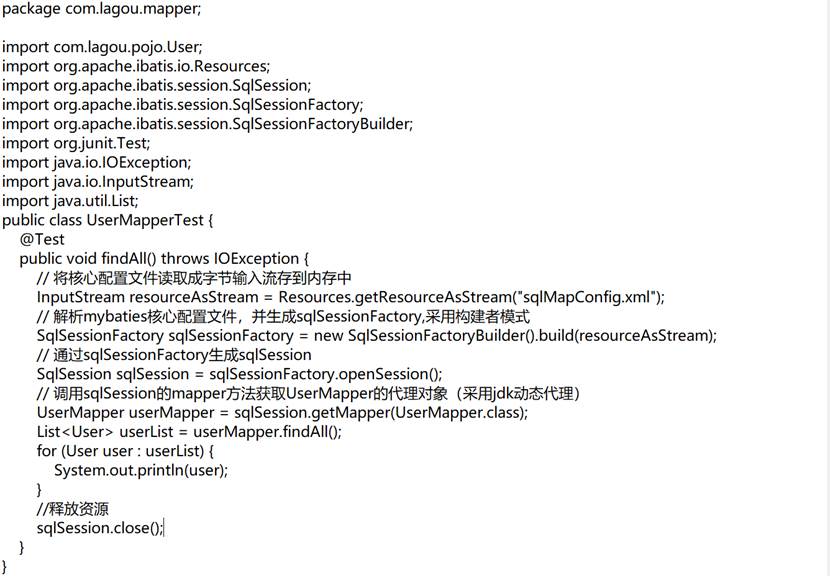 package com.lagou.mapper;

import com.lagou.pojo.User;
import org.apache.ibatis.io.Resources;
import org.apache.ibatis.session.SqlSession;
import org.apache.ibatis.session.SqlSessionFactory;
import org.apache.ibatis.session.SqlSessionFactoryBuilder;
import org.junit.Test;
import java.io.IOException;
import java.io.InputStream;
import java.util.List;
public class UserMapperTest {
    @Test
    public void findAll() throws IOException {
        // 将核心配置文件读取成字节输入流存到内存中
        InputStream resourceAsStream = Resources.getResourceAsStream("sqlMapConfig.xml");
        // 解析mybaties核心配置文件，并生成sqlSessionFactory,采用构建者模式
        SqlSessionFactory sqlSessionFactory = new SqlSessionFactoryBuilder().build(resourceAsStream);
        // 通过sqlSessionFactory生成sqlSession
        SqlSession sqlSession = sqlSessionFactory.openSession();
        // 调用sqlSession的mapper方法获取UserMapper的代理对象（采用jdk动态代理）
        UserMapper userMapper = sqlSession.getMapper(UserMapper.class);
        List<User> userList = userMapper.findAll();
        for (User user : userList) {
            System.out.println(user);
        }
        //释放资源
        sqlSession.close();
    }
}